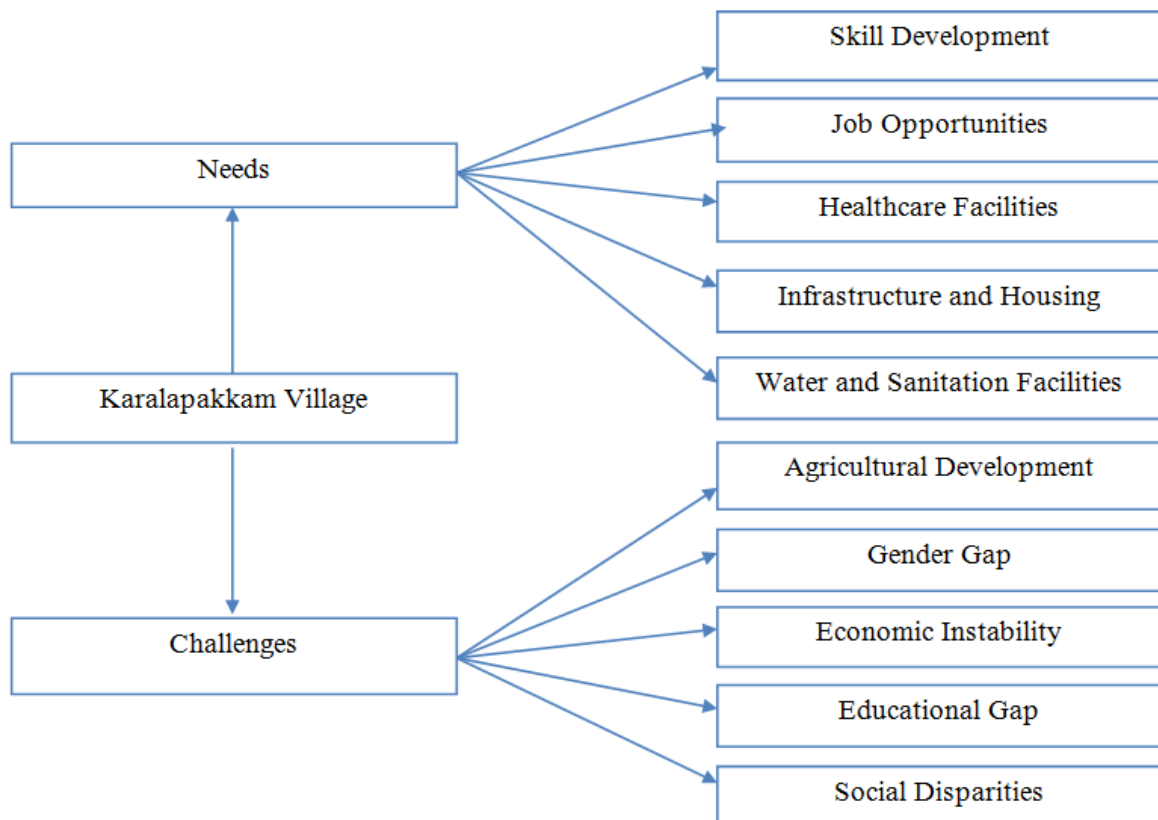 Skill Development
Job Opportunities
Needs
Healthcare Facilities
Infrastructure and Housing
Water and Sanitation Facilities
Karalapakkam Village
Agricultural Development
Gender Gap
Economic Instability
Challenges
Educational Gap
Social Disparities